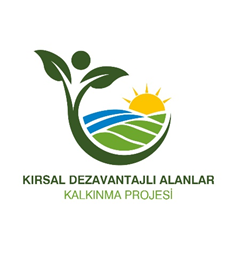 KIRSAL DEZAVANTAJLI ALANLAR
KALKINMA PROJESİ